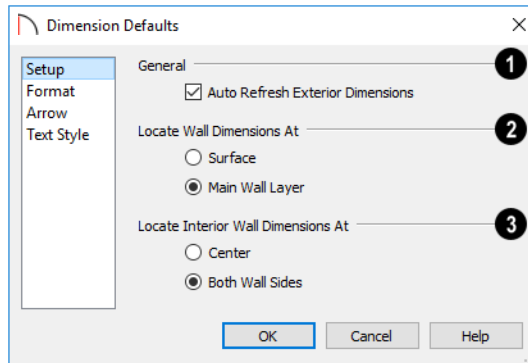 Dimension Defaults
Setup
Format
Arrow
Text Style
General
1
Auto Refresh Exterior Dimensions
Locate Wall Dimensions At
2
Surface
Main Wall Layer
Locate Interior Wall Dimensions At
3
Center
Both Wall Sides
OK
Cancel
Help